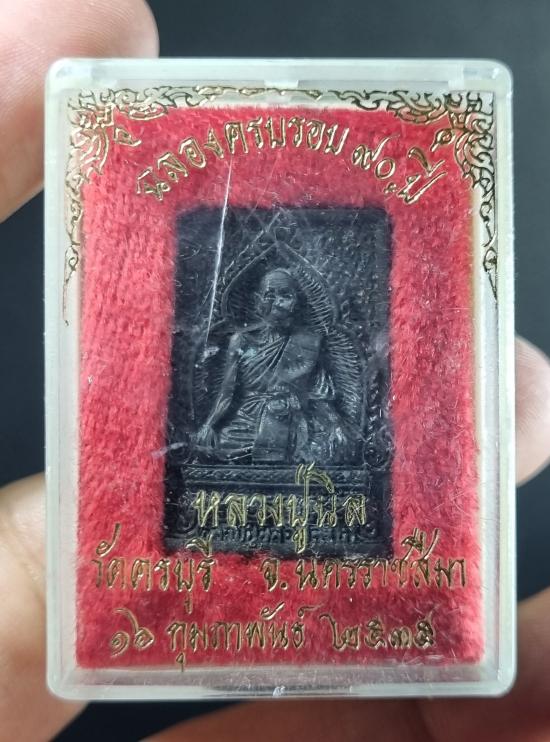 ฉลองครบรอบ ๙๐ ปี
หลวงปู่นิล
วัดครบุรี จ.นครราชสีมา
๑๖ กุมภาพันธ์ ๒๕๓๕